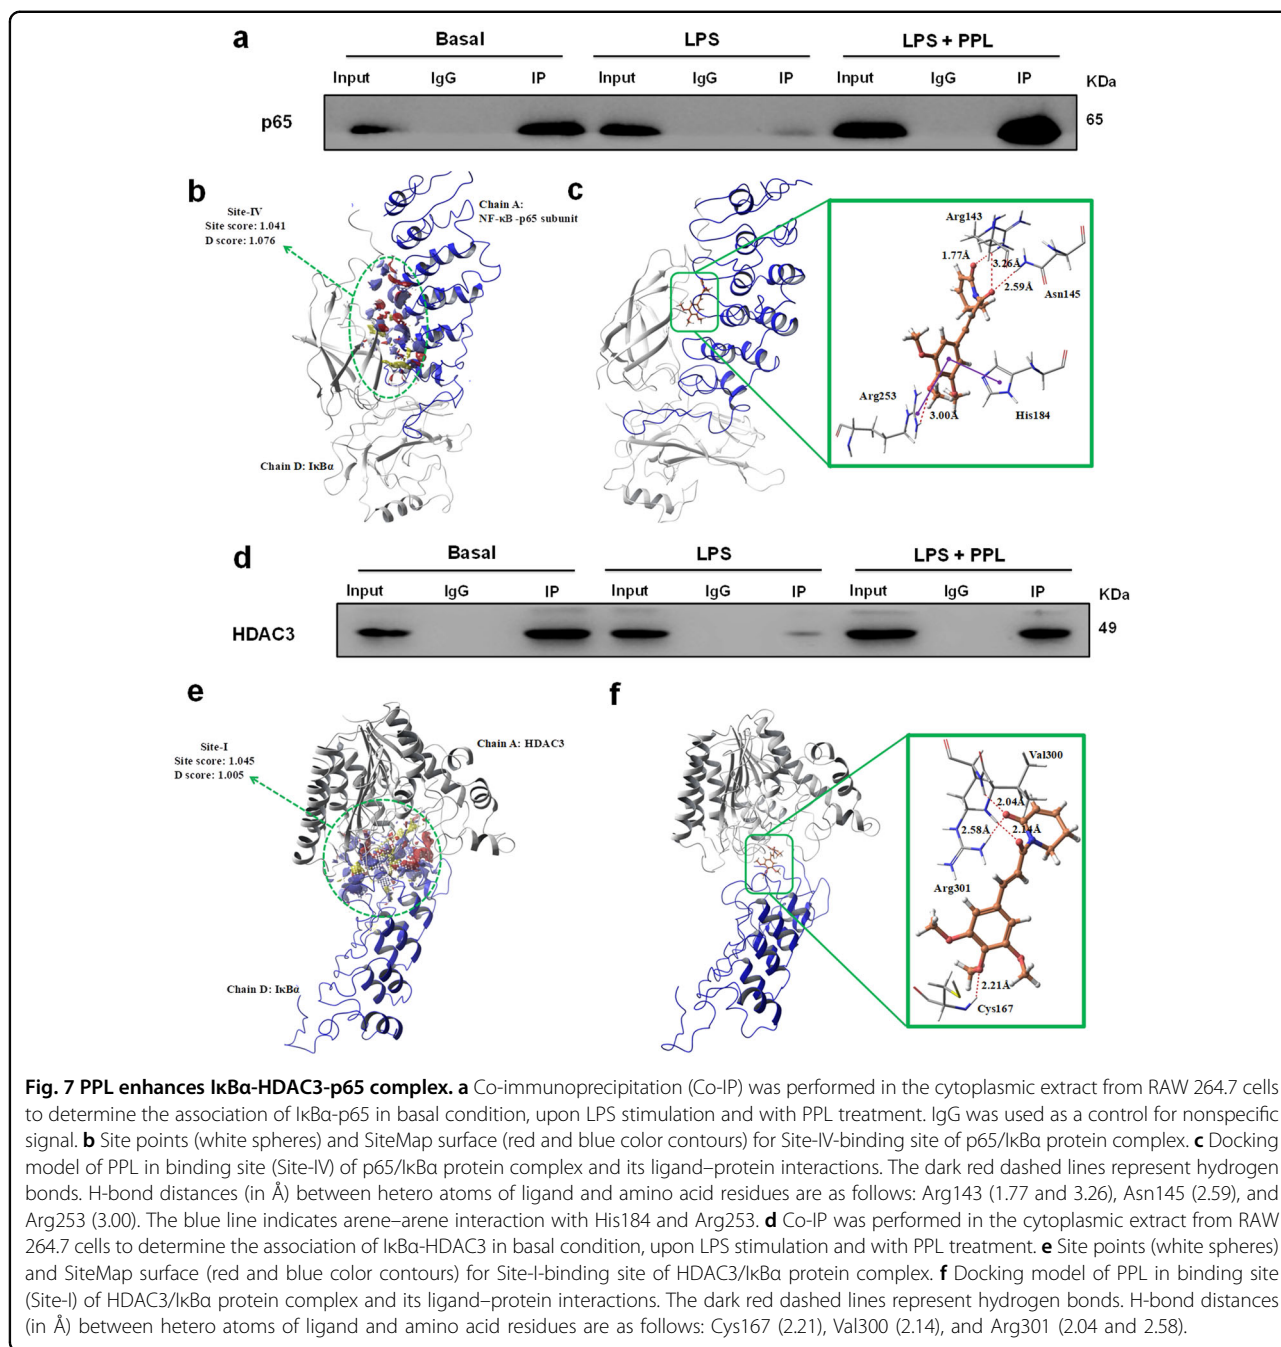 a
Basal LPS LPS + PPL
Input IgG IP Input IgG IP Input IgG IP
KDa
p65
65
b
Site-IV
Site score: 1.041
D score: 1.076
Chain A:
NF-κB -p65 subunit
Chain D: IκBα
c
Arg143
1.77Å
3.26Å
2.59Å
Asn145
Arg253
3.00Å
His184
d
Basal LPS LPS + PPL
Input IgG IP Input IgG IP Input IgG IP
KDa
HDAC3
49
e
Site-I
Site score: 1.045
D score: 1.005
Chain A: HDAC3
Chain D: IκBα
f
Val300
2.04Å
2.58Å
2.14Å
Arg301
2.21Å
Cys167
Fig. 7 PPL enhances IκBα-HDAC3-p65 complex. a Co-immunoprecipitation (Co-IP) was performed in the cytoplasmic extract from RAW 264.7 cells
to determine the association of IκBα-p65 in basal condition, upon LPS stimulation and with PPL treatment. IgG was used as a control for nonspecific
signal. b Site points (white spheres) and SiteMap surface (red and blue color contours) for Site-IV-binding site of p65/IκBα protein complex. c Docking
model of PPL in binding site (Site-IV) of p65/IκBα protein complex and its ligand–protein interactions. The dark red dashed lines represent hydrogen
bonds. H-bond distances (in Å) between hetero atoms of ligand and amino acid residues are as follows: Arg143 (1.77 and 3.26), Asn145 (2.59), and
Arg253 (3.00). The blue line indicates arene–arene interaction with His184 and Arg253. d Co-IP was performed in the cytoplasmic extract from RAW
264.7 cells to determine the association of IκBα-HDAC3 in basal condition, upon LPS stimulation and with PPL treatment. e Site points (white spheres)
and SiteMap surface (red and blue color contours) for Site-I-binding site of HDAC3/IκBα protein complex. f Docking model of PPL in binding site
(Site-I) of HDAC3/IκBα protein complex and its ligand–protein interactions. The dark red dashed lines represent hydrogen bonds. H-bond distances
(in Å) between hetero atoms of ligand and amino acid residues are as follows: Cys167 (2.21), Val300 (2.14), and Arg301 (2.04 and 2.58).